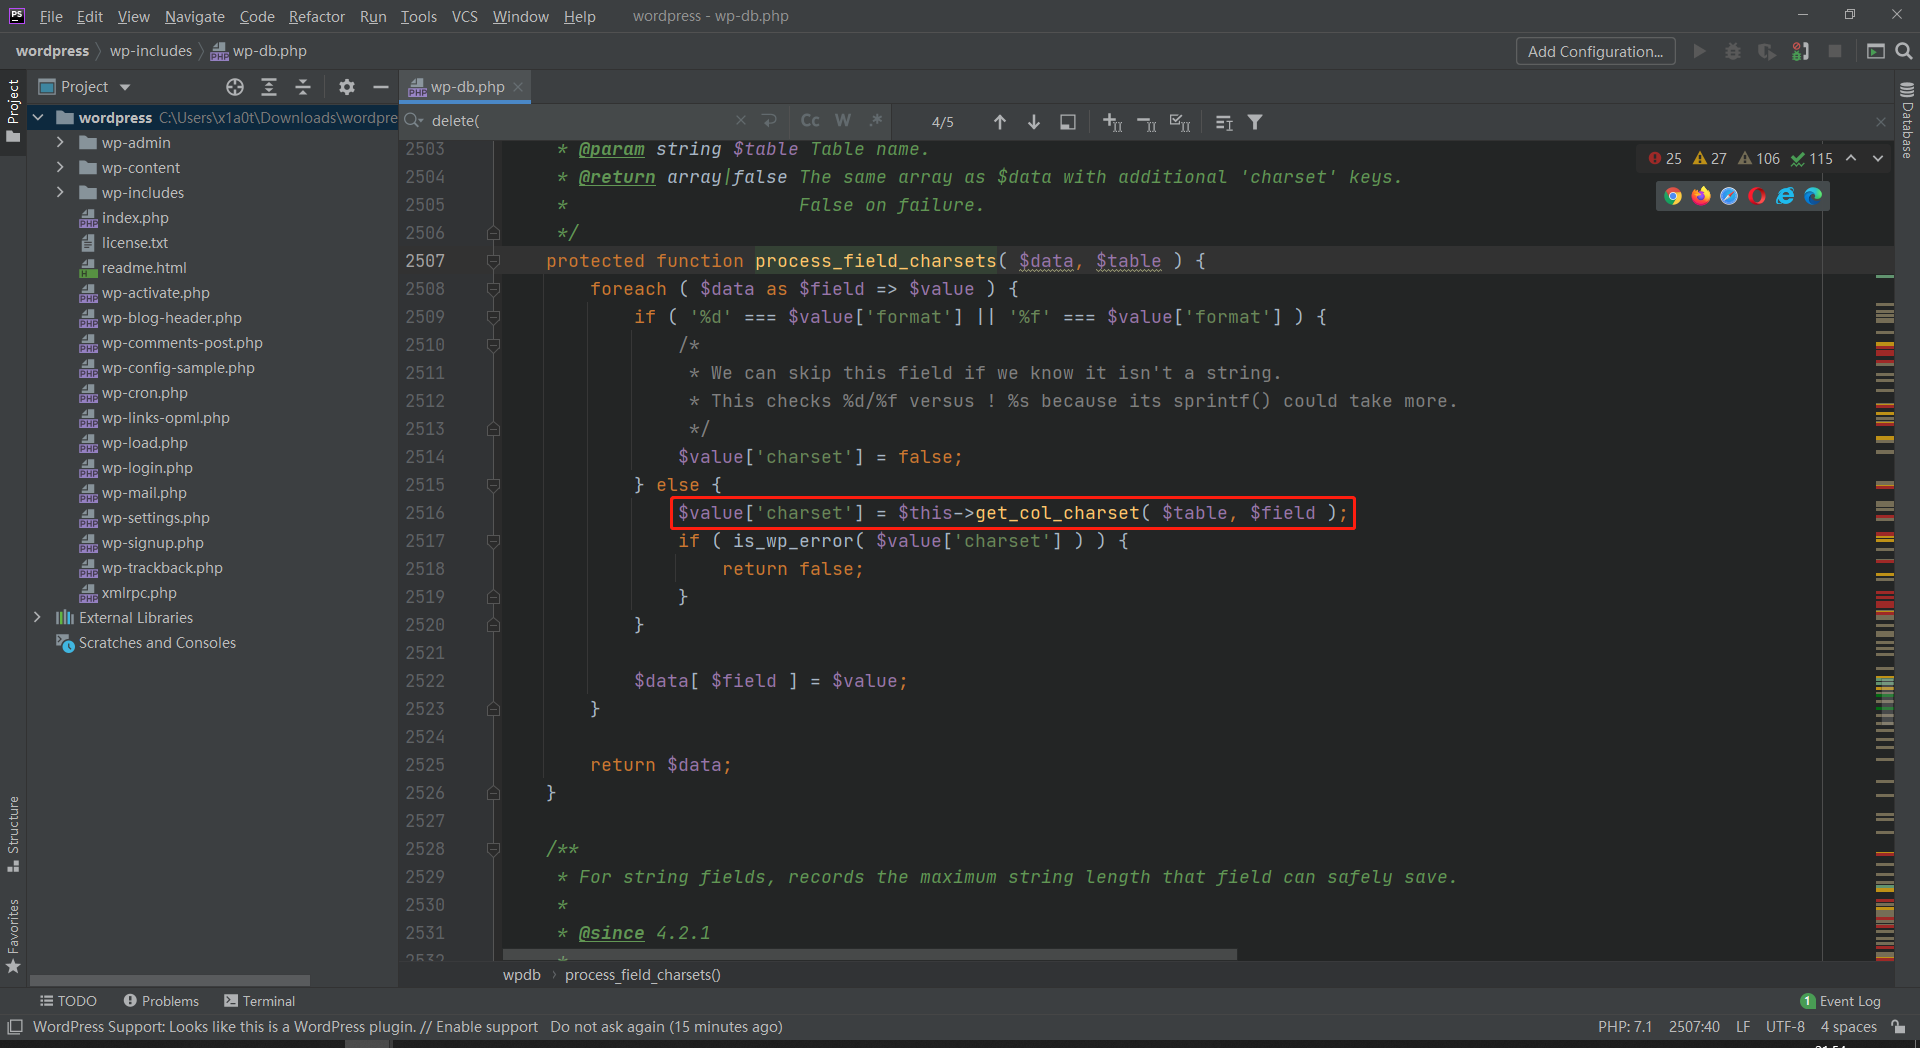 PS File Edit View Navigate Code Refactor Run Tools VCS Window Help wordpress - wp-db.php
wordpress wp-includes wp-db.php Add Configuration...
Project wp-db.php
delete( Cc W .* 4/5
Project
wordpress C:\Users\x1a0t\Downloads\wordpre
wp-admin
wp-content
wp-includes
index.php
license.txt
readme.html
wp-activate.php
wp-blog-header.php
wp-comments-post.php
wp-config-sample.php
wp-cron.php
wp-links-opml.php
wp-load.php
wp-login.php
wp-mail.php
wp-settings.php
wp-signup.php
wp-trackback.php
xmlrpc.php
External Libraries
Scratches and Consoles
Structure
Favorites
Database
25 27 106 115
2503 * @param string $table Table name.
2504 * @return array|false The same array as $data with additional 'charset' keys.
2505 * False on failure.
2506 */
2507 protected function process_field_charsets( $data, $table ) {
2508 foreach ( $data as $field => $value ) {
2509 if ( '%d' === $value['format'] || '%f' === $value['format'] ) {
2510 /*
2511 * We can skip this field if we know it isn't a string.
2512 * This checks %d/%f versus ! %s because its sprintf() could take more.
2513 */
2514 $value['charset'] = false;
2515 } else {
2516 $value['charset'] = $this->get_col_charset( $table, $field );
2517 if ( is_wp_error( $value['charset'] ) ) {
2518 return false;
2519 }
2520 }
2521
2522 $data[ $field ] = $value;
2523 }
2524
2525 return $data;
2526 }
2527
2528 /**
2529 * For string fields, records the maximum string length that field can safely save.
2530 *
2531 * @since 4.2.1
2532 *
wpdb process_field_charsets()
TODO Problems Terminal 1 Event Log
WordPress Support: Looks like this is a WordPress plugin. // Enable support Do not ask again (15 minutes ago) PHP: 7.1 2507:40 LF UTF-8 4 spaces